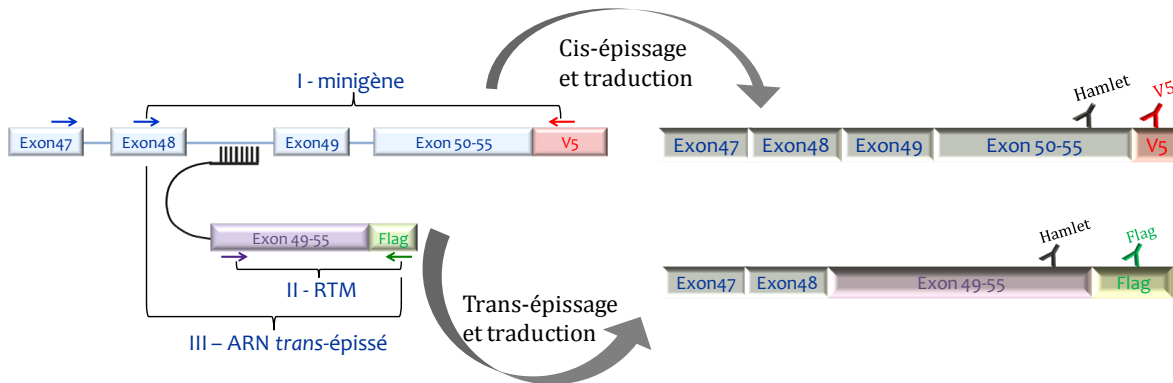 I - minigène
Exon47
Exon48
Exon49
Exon 50-55
V5
Exon 49-55
Flag
II - RTM
III – ARN trans-épissé
Cis-épissage
et traduction
Trans-épissage
et traduction
Hamlet
V5
Exon47
Exon48
Exon49
Exon 50-55
V5
Hamlet
Flag
Exon47
Exon48
Exon 49-55
Flag